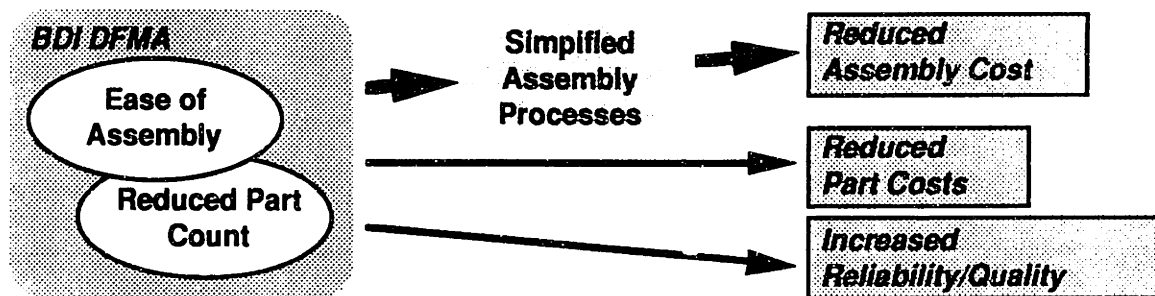 BDI DFMA
Ease of
Assembly
Reduced Part
Count
Simplified
Assembly
Processes
Reduced
Assembly Cost
Reduced
Part Costs
Increased
Reliability/Quality